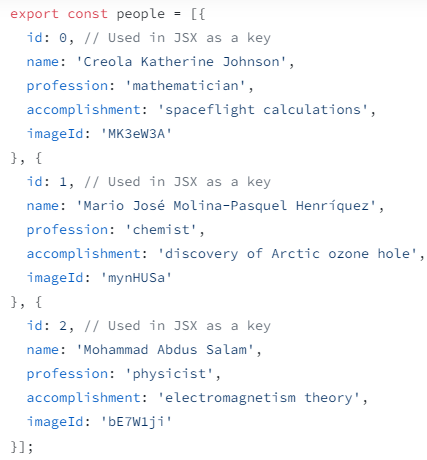 export const people = [{
  id: 0, // Used in JSX as a key
  name: 'Creola Katherine Johnson',
  profession: 'mathematician',
  accomplishment: 'spaceflight calculations',
  imageId: 'MK3eW3A'
}, {
  id: 1, // Used in JSX as a key
  name: 'Mario José Molina-Pasquel Henríquez',
  profession: 'chemist',
  accomplishment: 'discovery of Arctic ozone hole',
  imageId: 'mynHUSa'
}, {
  id: 2, // Used in JSX as a key
  name: 'Mohammad Abdus Salam',
  profession: 'physicist',
  accomplishment: 'electromagnetism theory',
  imageId: 'bE7W1ji'
}];